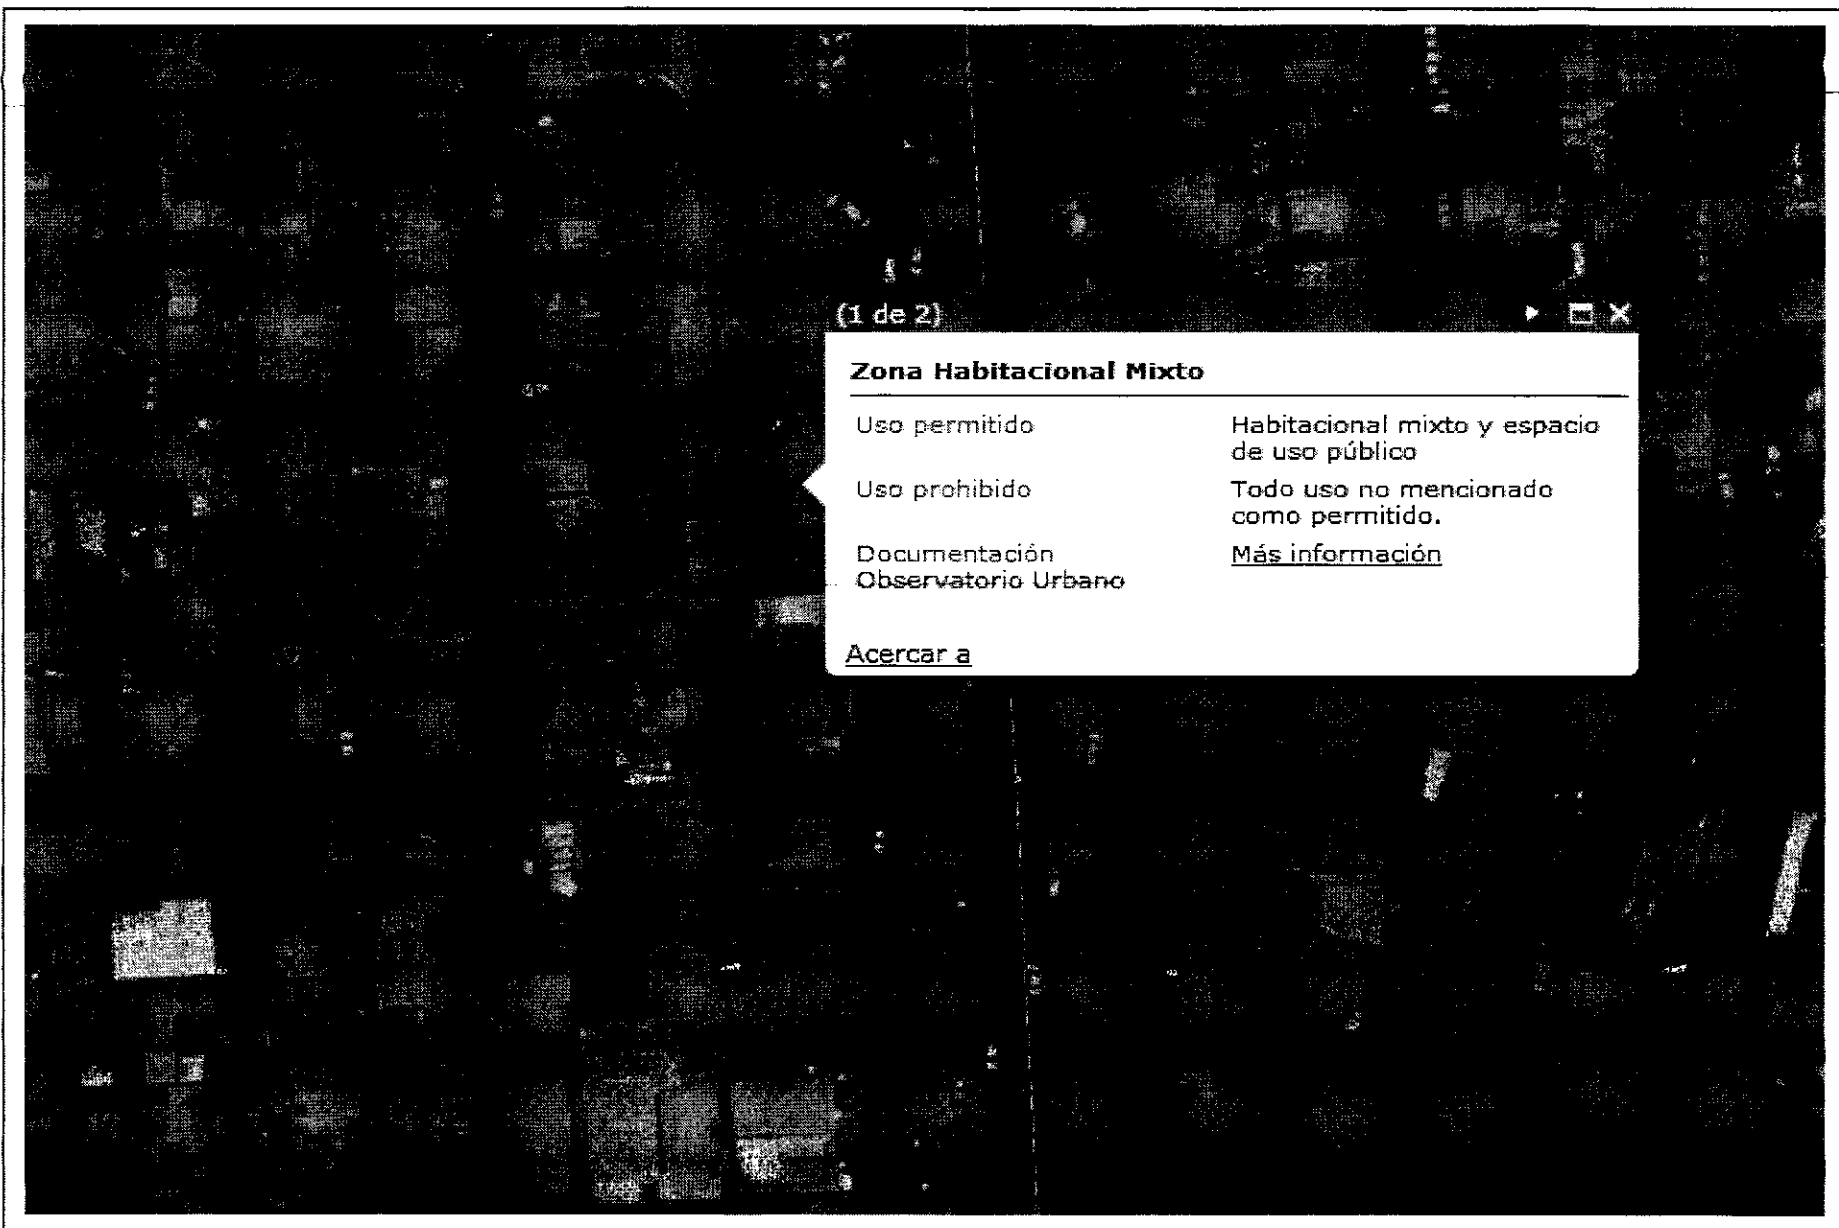 (1 de 2)
Zona Habitacional Mixto
Uso permitido
Habitacional mixto y espacio
de uso público
Uso prohibido
Todo uso no mencionado
como permitido.
Documentación
Observatorio Urbano
Más información
Acercar a